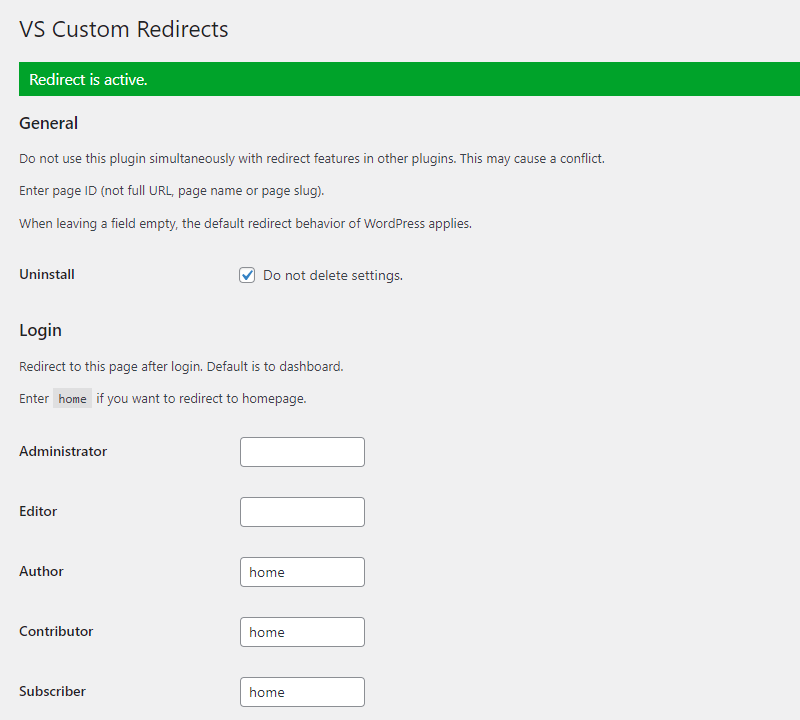 VS Custom Redirects
Redirect is active.
General
Do not use this plugin simultaneously with redirect features in other plugins. This may cause a conflict.
Enter page ID (not full URL, page name or page slug).
When leaving a field empty, the default redirect behavior of WordPress applies.
Uninstall Do not delete settings.
Login
Redirect to this page after login. Default is to dashboard.
Enter home if you want to redirect to homepage.
Administrator
Editor
Author home
Contributor home
Subscriber home